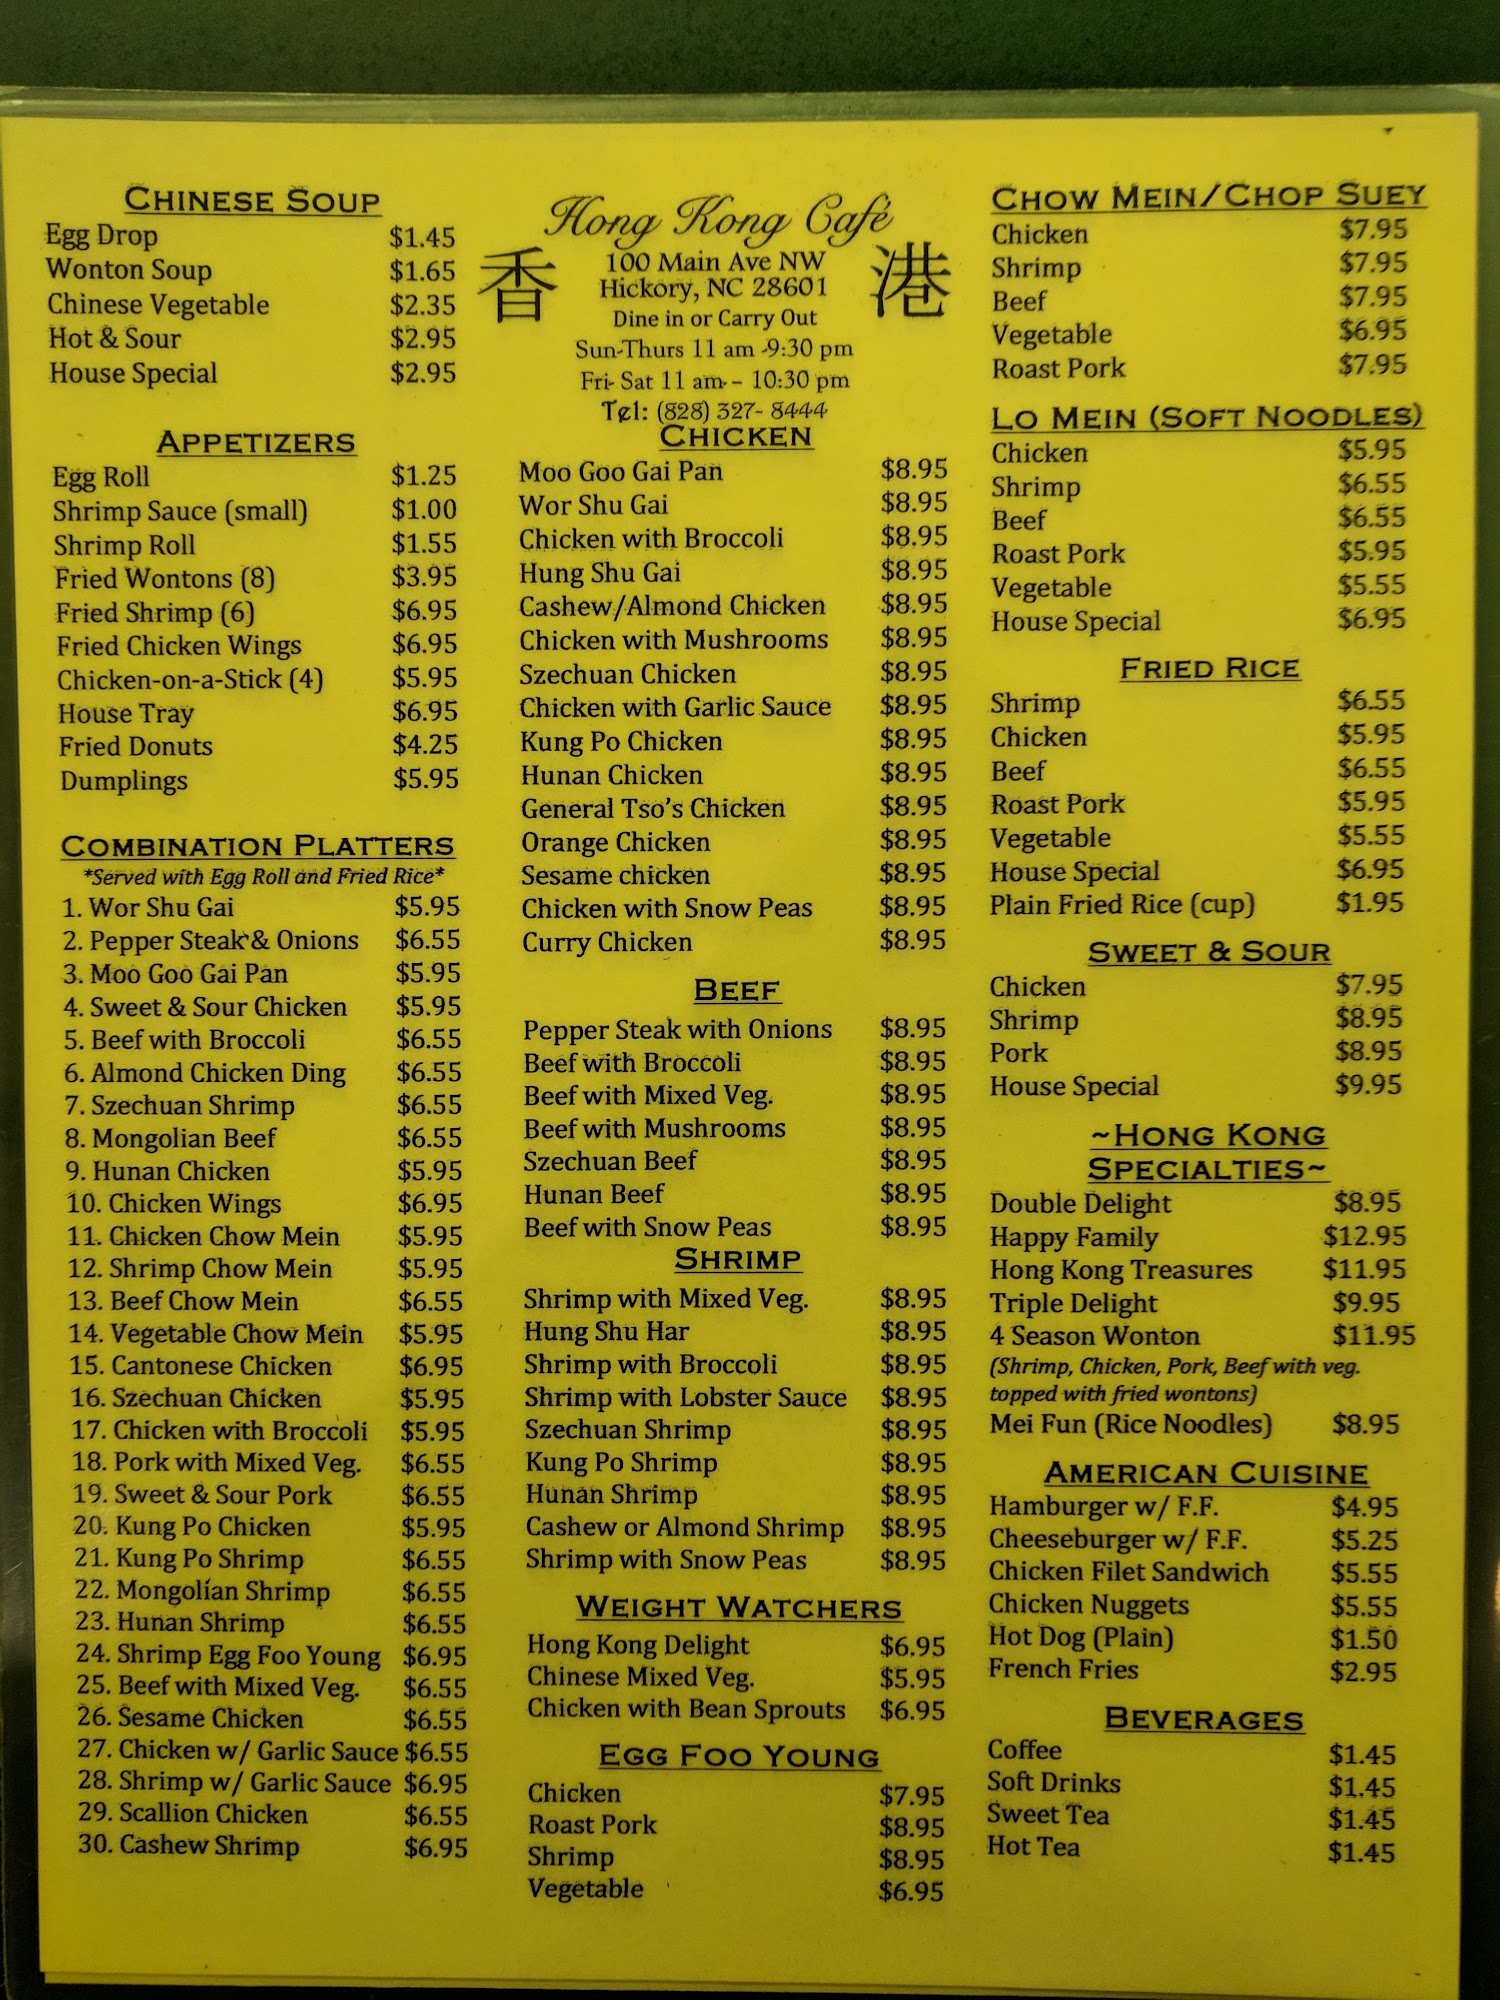 CHINESE SOUP
Egg Drop $1.45
Wonton Soup $1.65
Chinese Vegetable $2.35
Hot & Sour $2.95
House Special $2.95
APPETIZERS
Egg Roll $1.25
Shrimp Sauce (small) $1.00
Shrimp Roll $1.55
Fried Wontons (8) $3.95
Fried Shrimp (6) $6.95
Fried Chicken Wings $6.95
Chicken-on-a-Stick (4) $5.95
House Tray $6.95
Fried Donuts $4.25
Dumplings $5.95
COMBINATION PLATTERS
*Served with Egg Roll and Fried Rice*
1. Wor Shu Gai $5.95
2. Pepper Steak & Onions $6.55
3. Moo Goo Gai Pan $5.95
4. Sweet & Sour Chicken $5.95
5. Beef with Broccoli $6.55
6. Almond Chicken Ding $6.55
7. Szechuan Shrimp $6.55
8. Mongolian Beef $6.55
9. Hunan Chicken $5.95
10. Chicken Wings $6.95
11. Chicken Chow Mein $5.95
12. Shrimp Chow Mein $5.95
13. Beef Chow Mein $6.55
14. Vegetable Chow Mein $5.95
15. Cantonese Chicken $6.95
16. Szechuan Chicken $5.95
17. Chicken with Broccoli $5.95
18. Pork with Mixed Veg. $6.55
19. Sweet & Sour Pork $6.55
20. Kung Po Chicken $5.95
21. Kung Po Shrimp $6.55
22. Mongolian Shrimp $6.55
23. Hunan Shrimp $6.55
24. Shrimp Egg Foo Young $6.95
25. Beef with Mixed Veg. $6.55
26. Sesame Chicken $6.55
27. Chicken w/ Garlic Sauce $6.55
28. Shrimp w/ Garlic Sauce $6.95
29. Scallion Chicken $6.55
30. Cashew Shrimp $6.95
Hong Kong Café
香 港
100 Main Ave NW
Hickory, NC 28601
Dine in or Carry Out
Sun-Thurs 11 am -9:30 pm
Fri- Sat 11 am - 10:30 pm
Tel: (828) 327- 8444
CHICKEN
Moo Goo Gai Pan $8.95
Wor Shu Gai $8.95
Chicken with Broccoli $8.95
Hung Shu Gai $8.95
Cashew/Almond Chicken $8.95
Chicken with Mushrooms $8.95
Szechuan Chicken $8.95
Chicken with Garlic Sauce $8.95
Kung Po Chicken $8.95
Hunan Chicken $8.95
General Tso's Chicken $8.95
Orange Chicken $8.95
Sesame chicken $8.95
Chicken with Snow Peas $8.95
Curry Chicken $8.95
BEEF
Pepper Steak with Onions $8.95
Beef with Broccoli $8.95
Beef with Mixed Veg. $8.95
Beef with Mushrooms $8.95
Szechuan Beef $8.95
Hunan Beef $8.95
Beef with Snow Peas $8.95
SHRIMP
Shrimp with Mixed Veg. $8.95
Hung Shu Har $8.95
Shrimp with Broccoli $8.95
Shrimp with Lobster Sauce $8.95
Szechuan Shrimp $8.95
Kung Po Shrimp $8.95
Hunan Shrimp $8.95
Cashew or Almond Shrimp $8.95
Shrimp with Snow Peas $8.95
WEIGHT WATCHERS
Hong Kong Delight $6.95
Chinese Mixed Veg. $5.95
Chicken with Bean Sprouts $6.95
EGG FOO YOUNG
Chicken $7.95
Roast Pork $8.95
Shrimp $8.95
Vegetable $6.95
CHOW MEIN/CHOP SUEY
Chicken $7.95
Shrimp $7.95
Beef $7.95
Vegetable $6.95
Roast Pork $7.95
LO MEIN (SOFT NOODLES)
Chicken $5.95
Shrimp $6.55
Beef $6.55
Roast Pork $5.95
Vegetable $5.55
House Special $6.95
FRIED RICE
Shrimp $6.55
Chicken $5.95
Beef $6.55
Roast Pork $5.95
Vegetable $5.55
House Special $6.95
Plain Fried Rice (cup) $1.95
SWEET & SOUR
Chicken $7.95
Shrimp $8.95
Pork $8.95
House Special $9.95
~HONG KONG
SPECIALTIES~
Double Delight $8.95
Happy Family $12.95
Hong Kong Treasures $11.95
Triple Delight $9.95
4 Season Wonton $11.95
(Shrimp, Chicken, Pork, Beef with veg.
topped with fried wontons)
Mei Fun (Rice Noodles) $8.95
AMERICAN CUISINE
Hamburger w/ F.F. $4.95
Cheeseburger w/ F.F. $5.25
Chicken Filet Sandwich $5.55
Chicken Nuggets $5.55
Hot Dog (Plain) $1.50
French Fries $2.95
BEVERAGES
Coffee $1.45
Soft Drinks $1.45
Sweet Tea $1.45
Hot Tea $1.45